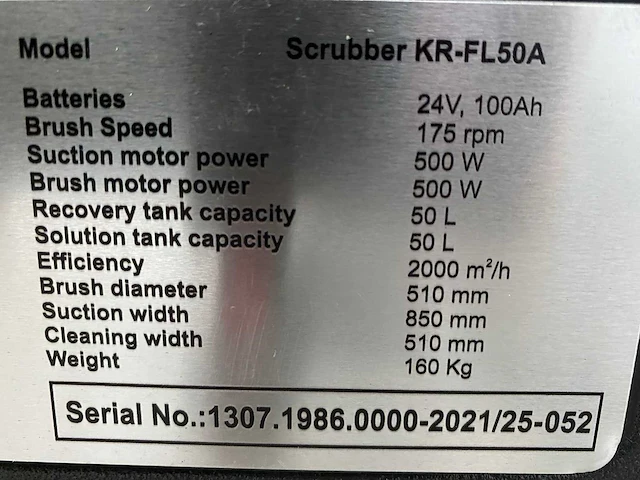 Model Scrubber KR-FL50A
Batteries 24V, 100Ah
Brush Speed 175 rpm
Suction motor power 500 W
Brush motor power 500 W
Recovery tank capacity 50 L
Solution tank capacity 50 L
Efficiency 2000 m²/h
Brush diameter 510 mm
Suction width 850 mm
Cleaning width 510 mm
Weight 160 Kg
Serial No.:1307.1986.0000-2021/25-052